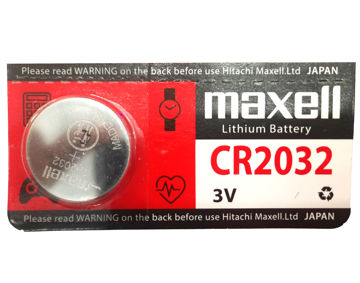 Please read WARNING on the back before use Hitachi Maxell.Ltd JAPAN
maxell
Lithium Battery
CR2032
3V
CR2032
Please read WARNING on the back before use Hitachi Maxell.Ltd JAPAN